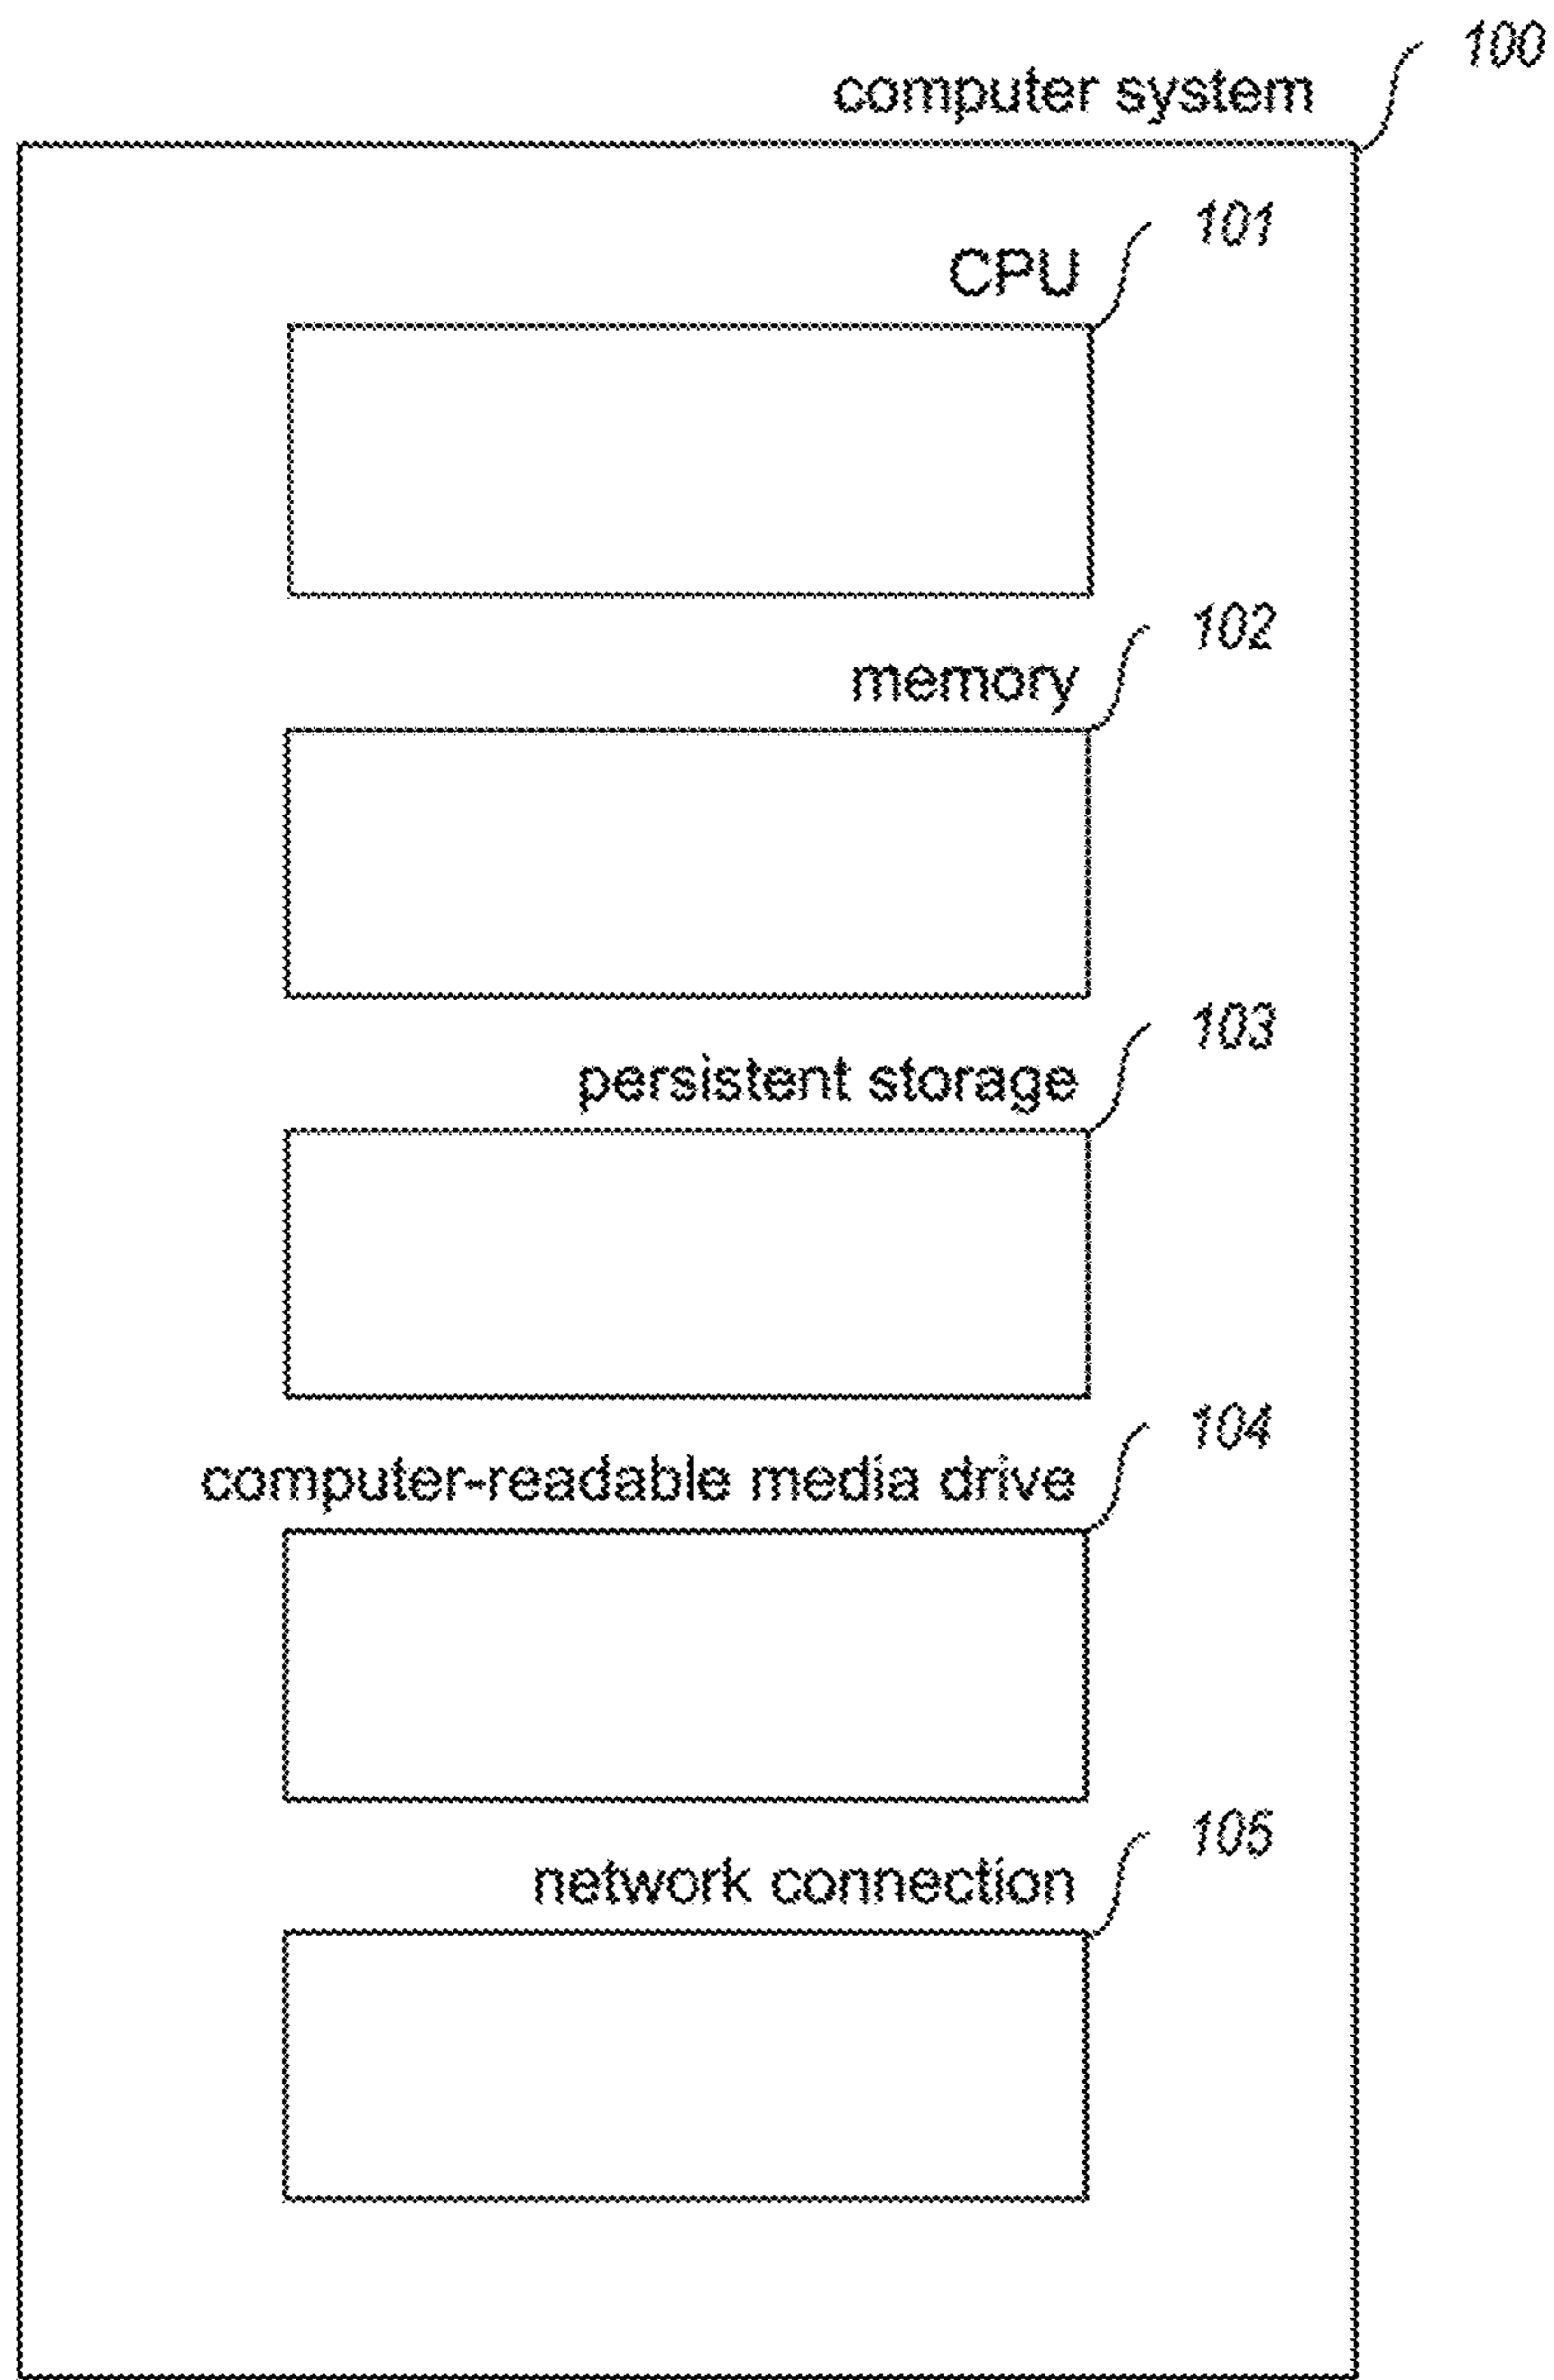 100
computer system
101
CPU
102
memory
103
persistent storage
104
computer-readable media drive
105
network connection